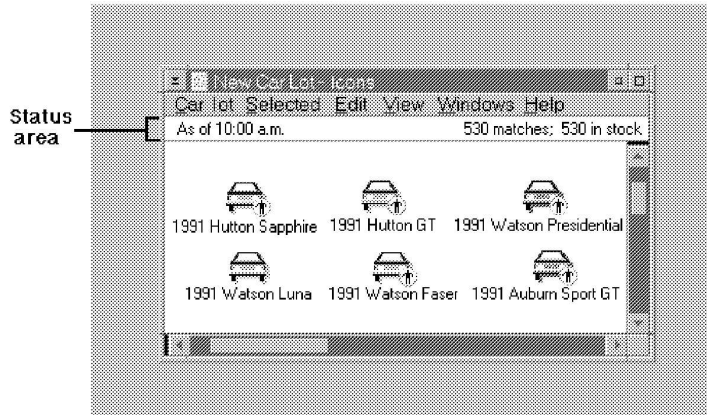 New Car Lot - Icons
Car lot Selected Edit View Windows Help
Status area
As of 10:00 a.m. 530 matches; 530 in stock
1991 Hutton Sapphire 1991 Hutton GT 1991 Watson Presidential
1991 Watson Luna 1991 Watson Faser 1991 Auburn Sport GT